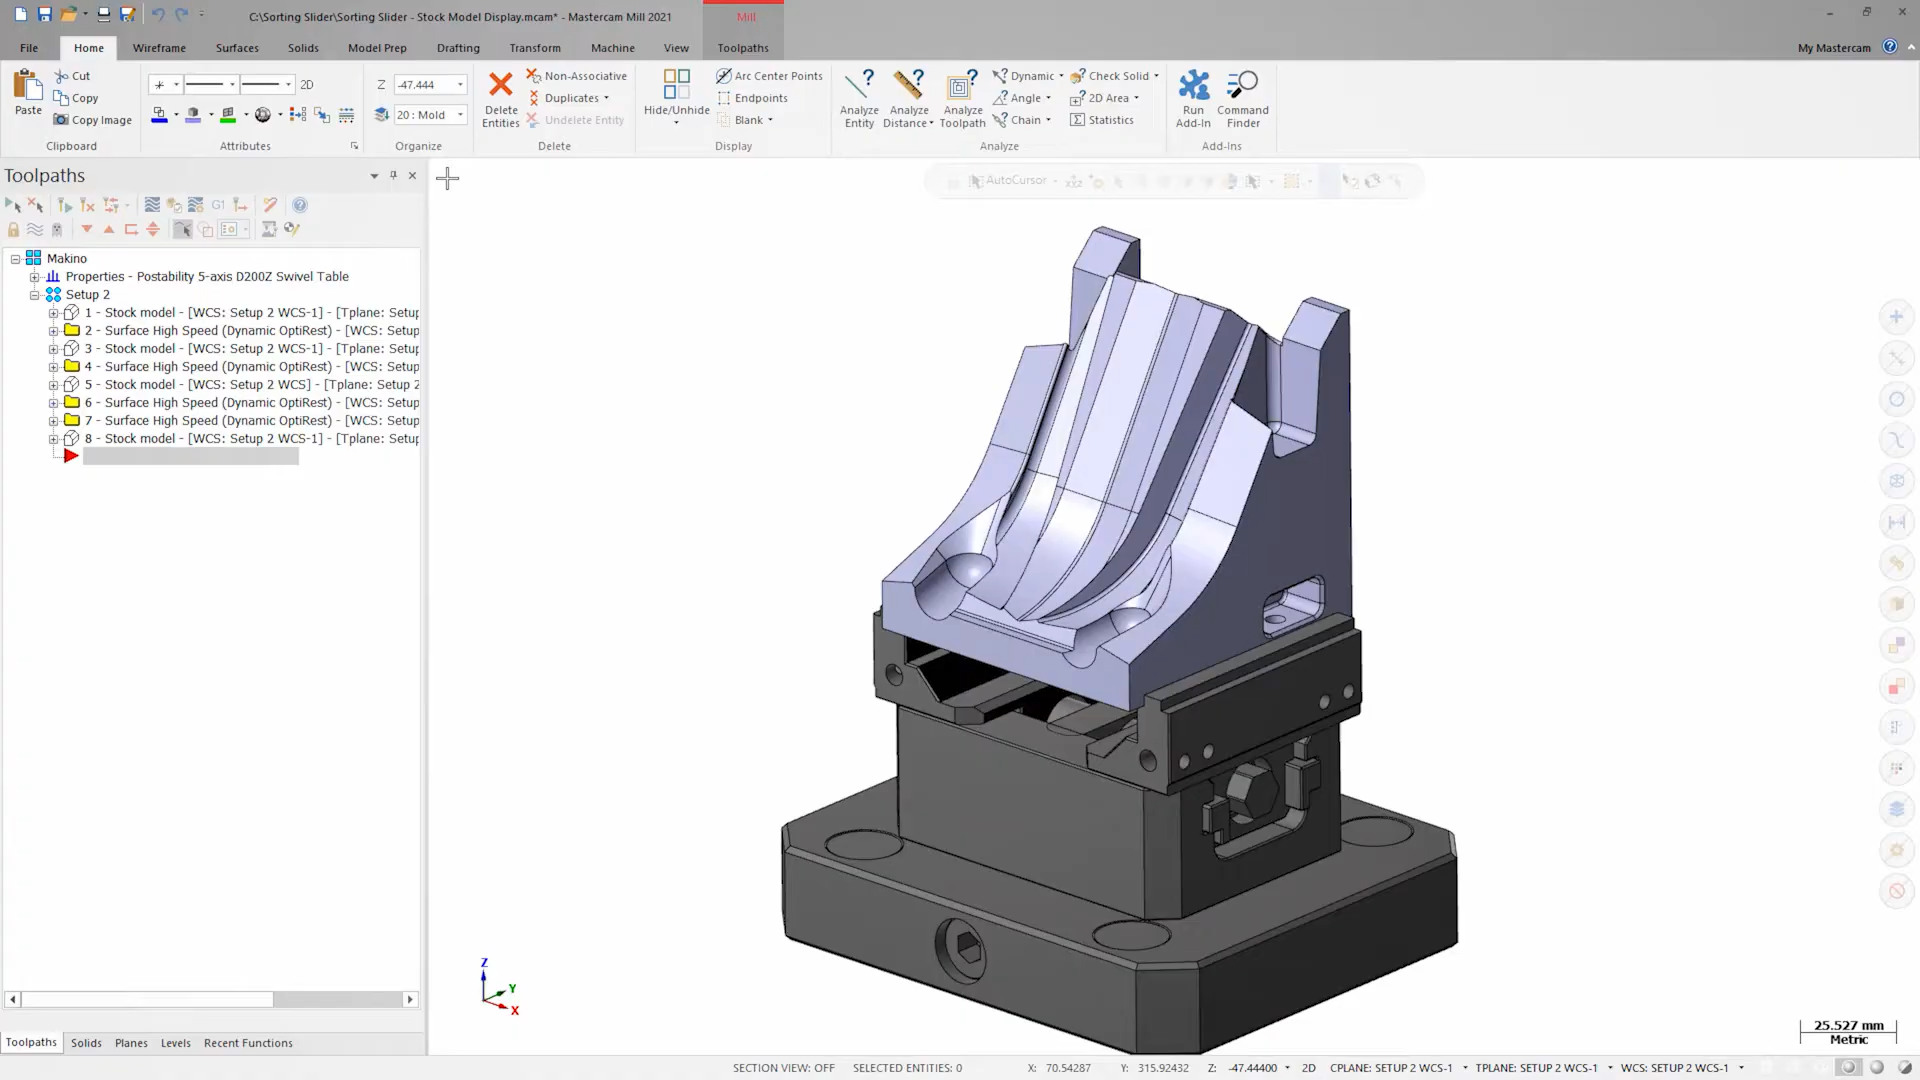 C:\Sorting Slider\Sorting Slider - Stock Model Display.mcam* - Mastercam Mill 2021
Mill
File Home Wireframe Surfaces Solids Model Prep Drafting Transform Machine View Toolpaths
My Mastercam
Paste
Cut
Copy
Copy Image
Clipboard
2D
Attributes
Z -47.444
20 : Mold
Organize
Delete Entities
Non-Associative
Duplicates
Undelete Entity
Delete
Hide/Unhide
Arc Center Points
Endpoints
Blank
Display
Analyze Entity
Analyze Distance
Analyze Toolpath
Dynamic
Angle
Chain
Check Solid
2D Area
Statistics
Analyze
Run Add-In
Command Finder
Add-Ins
Toolpaths
AutoCursor
G1
Makino
Properties - Postability 5-axis D200Z Swivel Table
Setup 2
1 - Stock model - [WCS: Setup 2 WCS-1] - [Tplane: Setup
2 - Surface High Speed (Dynamic OptiRest) - [WCS: Setup
3 - Stock model - [WCS: Setup 2 WCS-1] - [Tplane: Setup
4 - Surface High Speed (Dynamic OptiRest) - [WCS: Setup
5 - Stock model - [WCS: Setup 2 WCS] - [Tplane: Setup 2
6 - Surface High Speed (Dynamic OptiRest) - [WCS: Setup
7 - Surface High Speed (Dynamic OptiRest) - [WCS: Setup
8 - Stock model - [WCS: Setup 2 WCS-1] - [Tplane: Setup
Z
Y
X
25.527 mm
Metric
Toolpaths Solids Planes Levels Recent Functions
SECTION VIEW: OFF SELECTED ENTITIES: 0 X: 70.54287 Y: 315.92432 Z: -47.44400 2D CPLANE: SETUP 2 WCS-1 TPLANE: SETUP 2 WCS-1 WCS: SETUP 2 WCS-1